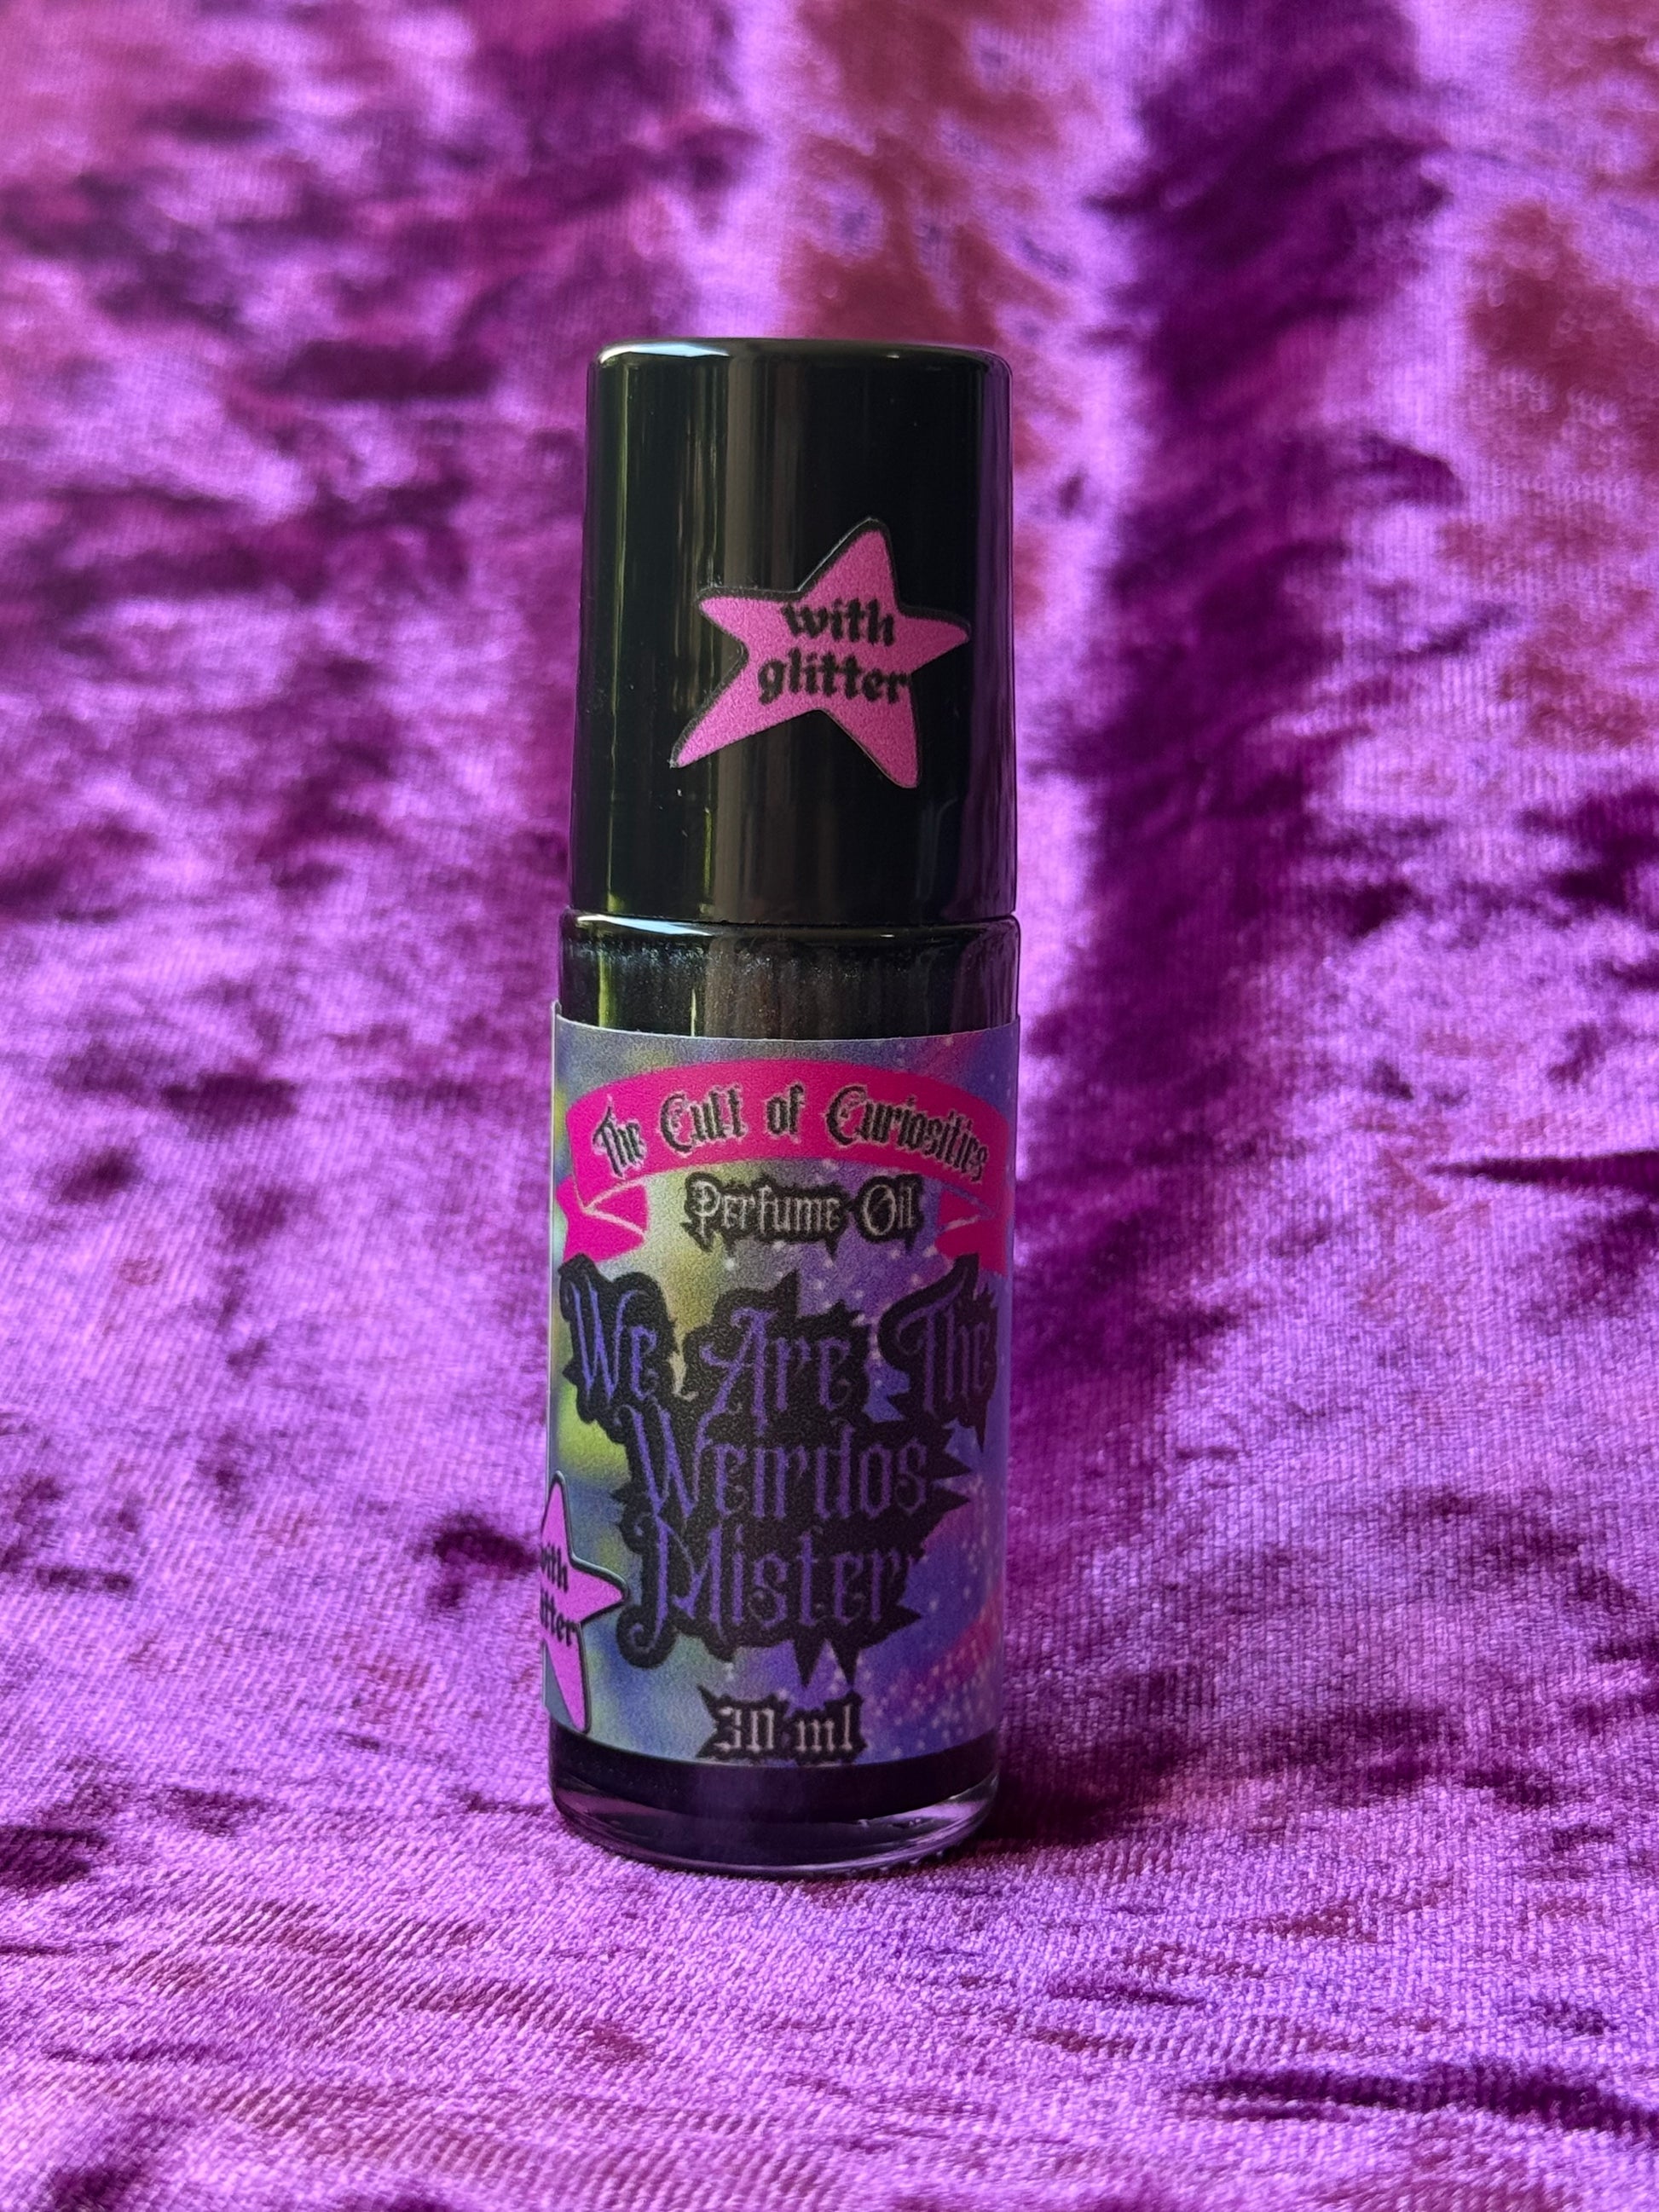 with
glitter
The Cult of Curiosities
Perfume Oil
We Are The
Weirdos
Mister
30 ml